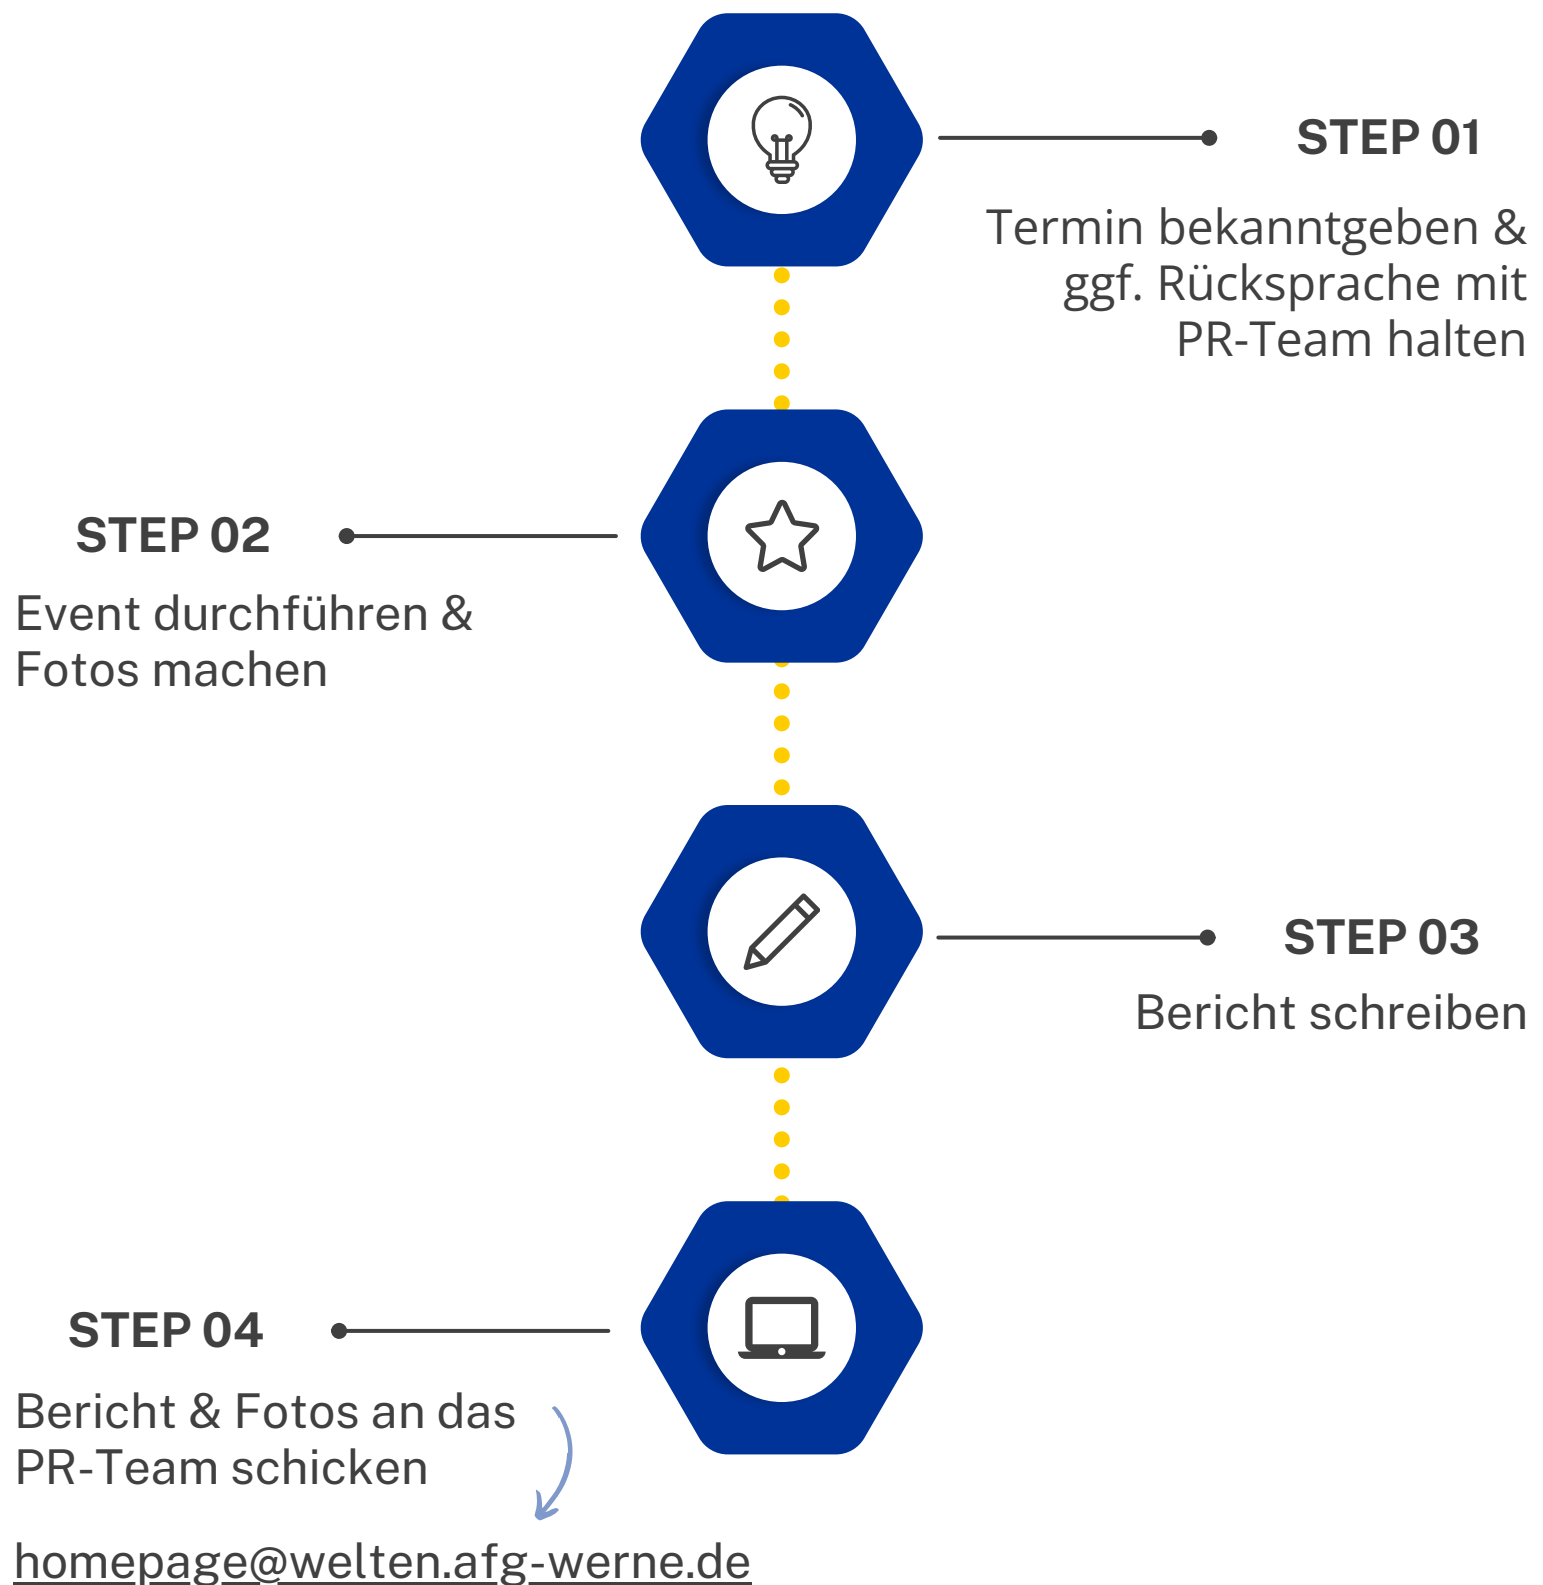 STEP 01
Termin bekanntgeben &
ggf. Rücksprache mit
PR-Team halten
STEP 02
Event durchführen &
Fotos machen
STEP 03
Bericht schreiben
STEP 04
Bericht & Fotos an das
PR-Team schicken
homepage@welten.afg-werne.de